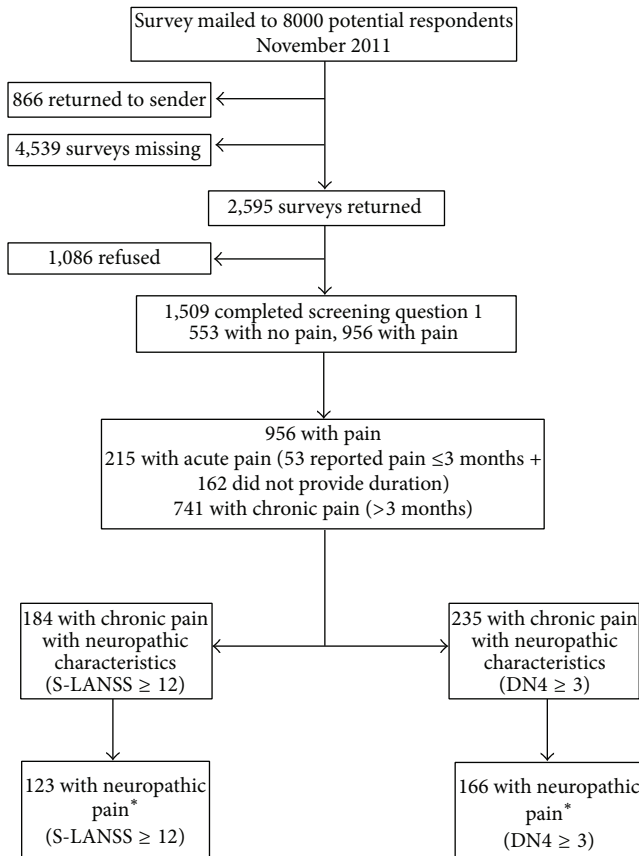 Survey mailed to 8000 potential respondents
November 2011
866 returned to sender
4,539 surveys missing
2,595 surveys returned
1,086 refused
1,509 completed screening question 1
553 with no pain, 956 with pain
956 with pain
215 with acute pain (53 reported pain ≤3 months +
162 did not provide duration)
741 with chronic pain (>3 months)
184 with chronic pain
with neuropathic
characteristics
(S-LANSS ≥ 12)
235 with chronic pain
with neuropathic
characteristics
(DN4 ≥ 3)
123 with neuropathic
pain*
(S-LANSS ≥ 12)
166 with neuropathic
pain*
(DN4 ≥ 3)